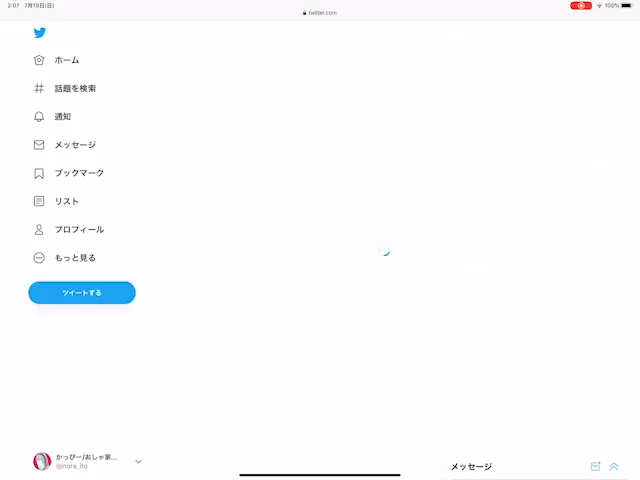 2:07 7月19日(日)
100%
twitter.com
ホーム
話題を検索
通知
メッセージ
ブックマーク
リスト
プロフィール
もっと見る
ツイートする
かっぴー/おしゃ家...
@nora_ito
メッセージ